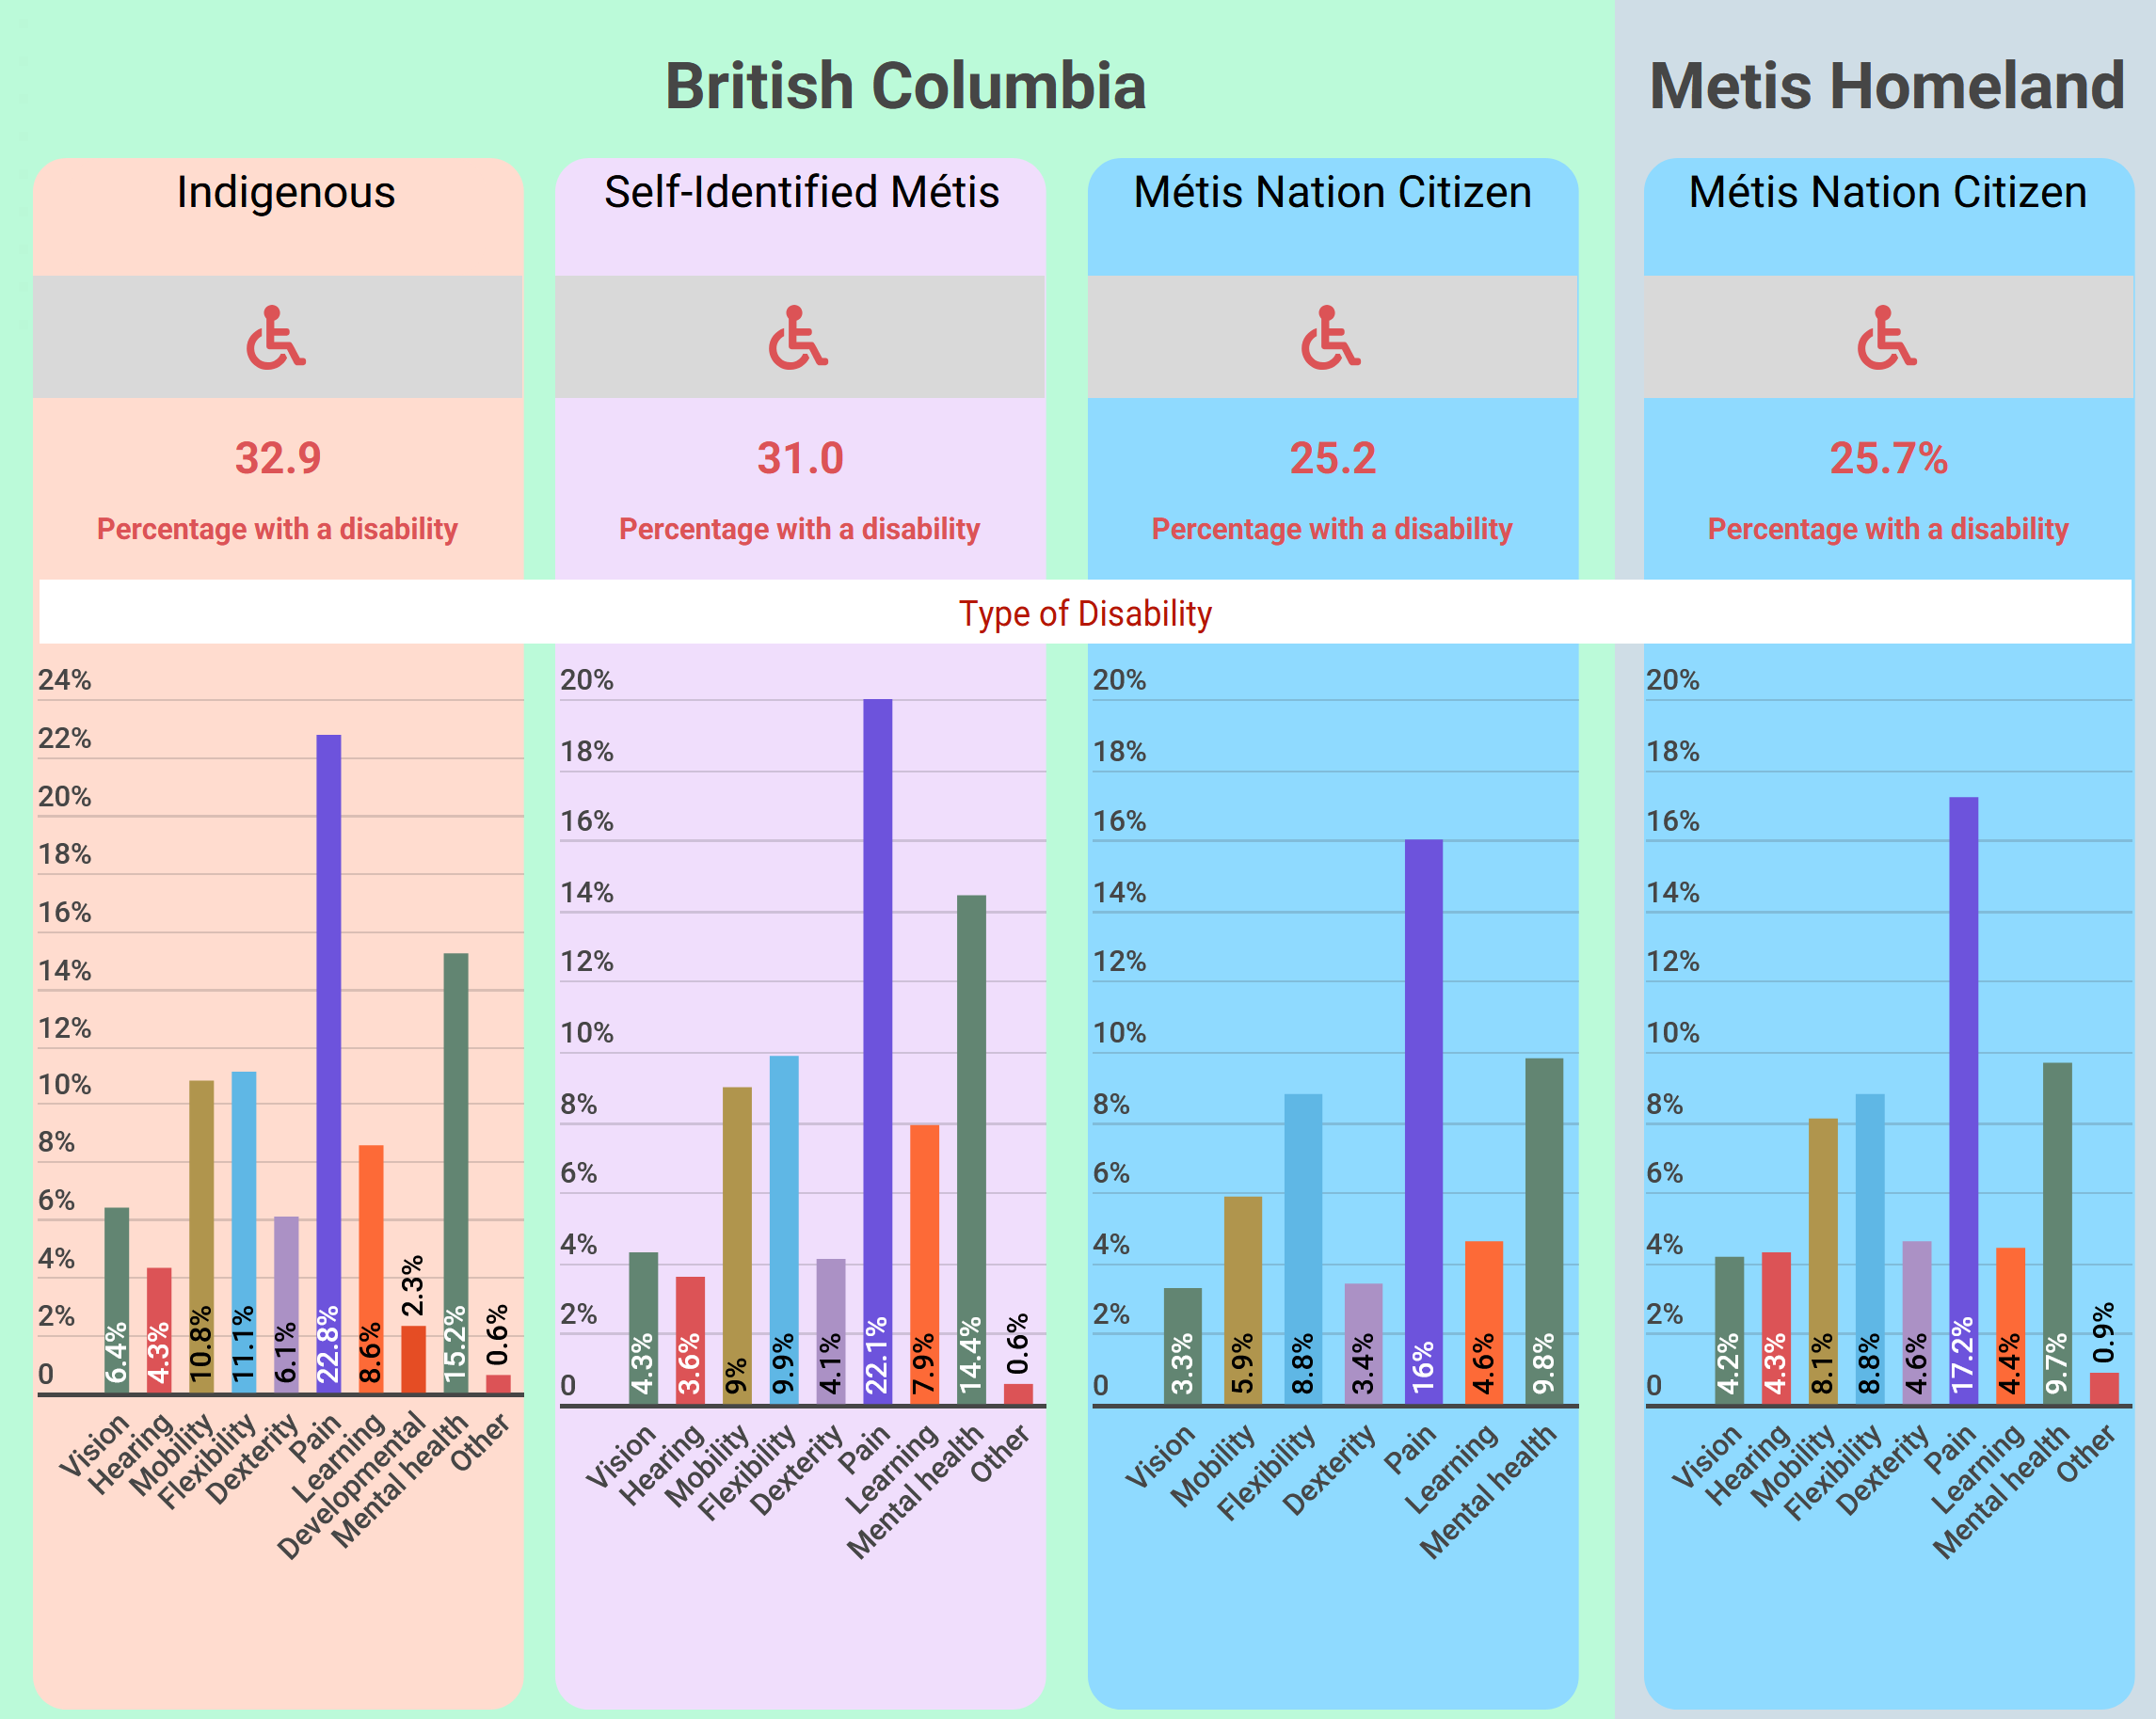 British Columbia
Metis Homeland
Indigenous
32.9
Percentage with a disability
Self-Identified Métis
31.0
Percentage with a disability
Métis Nation Citizen
25.2
Percentage with a disability
Métis Nation Citizen
25.7%
Percentage with a disability
Type of Disability
24%
22%
20%
18%
16%
14%
12%
10%
8%
6%
4%
2%
0
6.4%
4.3%
10.8%
11.1%
6.1%
22.8%
8.6%
2.3%
15.2%
0.6%
Vision
Hearing
Mobility
Flexibility
Dexterity
Pain
Learning
Developmental
Mental health
Other
20%
18%
16%
14%
12%
10%
8%
6%
4%
2%
0
4.3%
3.6%
9%
9.9%
4.1%
22.1%
7.9%
14.4%
0.6%
Vision
Hearing
Mobility
Flexibility
Dexterity
Pain
Learning
Mental health
Other
20%
18%
16%
14%
12%
10%
8%
6%
4%
2%
0
3.3%
5.9%
8.8%
3.4%
16%
4.6%
9.8%
Vision
Mobility
Flexibility
Dexterity
Pain
Learning
Mental health
20%
18%
16%
14%
12%
10%
8%
6%
4%
2%
0
4.2%
4.3%
8.1%
8.8%
4.6%
17.2%
4.4%
9.7%
0.9%
Vision
Hearing
Mobility
Flexibility
Dexterity
Pain
Learning
Mental health
Other